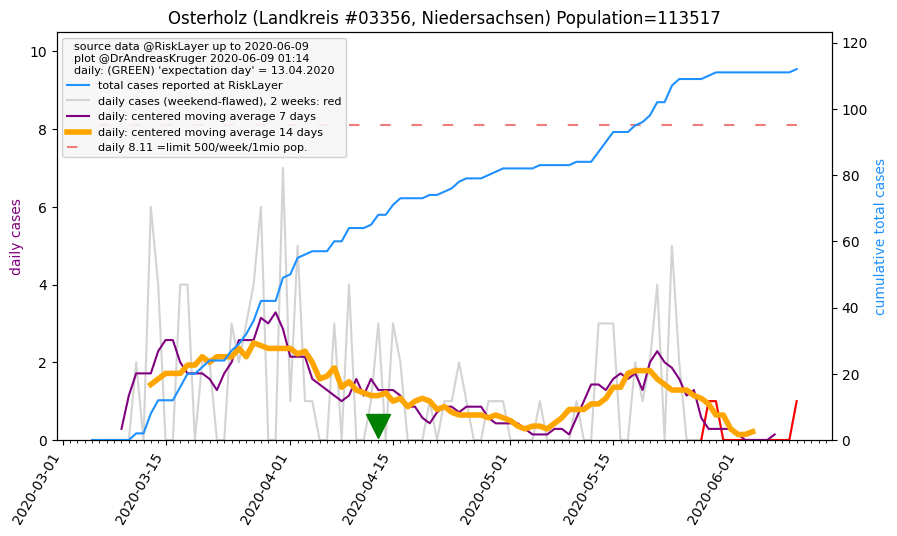 Osterholz (Landkreis #03356, Niedersachsen) Population=113517
source data @RiskLayer up to 2020-06-09
plot @DrAndreasKruger 2020-06-09 01:14
daily: (GREEN) 'expectation day' = 13.04.2020
total cases reported at RiskLayer
daily cases (weekend-flawed), 2 weeks: red
daily: centered moving average 7 days
daily: centered moving average 14 days
daily 8.11 =limit 500/week/1mio pop.
daily cases
10
8
6
4
2
0
cumulative total cases
120
100
80
60
40
20
0
2020-03-01
2020-03-15
2020-04-01
2020-04-15
2020-05-01
2020-05-15
2020-06-01